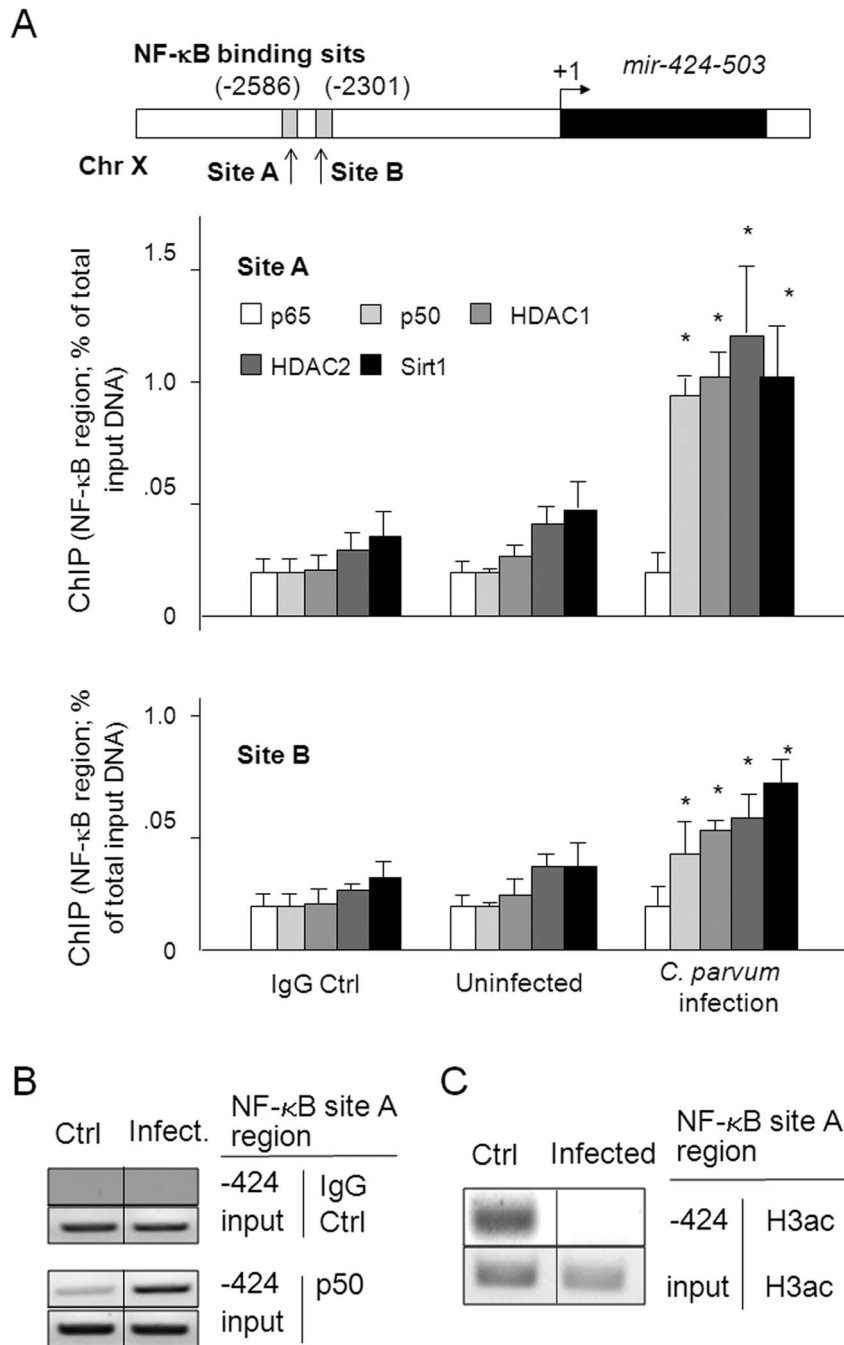 A
NF-κB binding sits
(-2586) (-2301)
+1
mir-424-503
Chr X
Site A
Site B
ChIP (NF-κB region; % of total
input DNA)
1.5
1.0
.05
0
Site A
p65
p50
HDAC1
HDAC2
Sirt1
* * * *
ChIP (NF-κB region; %
of total input DNA)
1.0
.05
0
Site B
* * * *
IgG Ctrl
Uninfected
C. parvum
infection
B
Ctrl Infect.
NF-κB site A
region
-424
IgG
input
Ctrl
-424
p50
input
C
Ctrl Infected
NF-κB site A
region
-424 H3ac
input H3ac